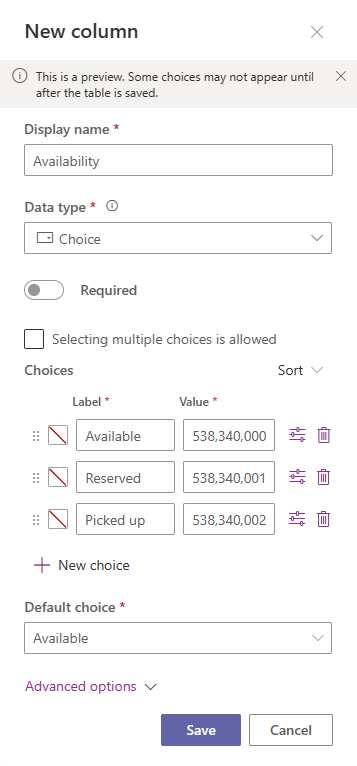 New column
This is a preview. Some choices may not appear until
after the table is saved.
Display name *
Availability
Data type *
Choice
Required
Selecting multiple choices is allowed
Choices Sort
Label * Value *
Available 538,340,000
Reserved 538,340,001
Picked up 538,340,002
New choice
Default choice *
Available
Advanced options
Save Cancel